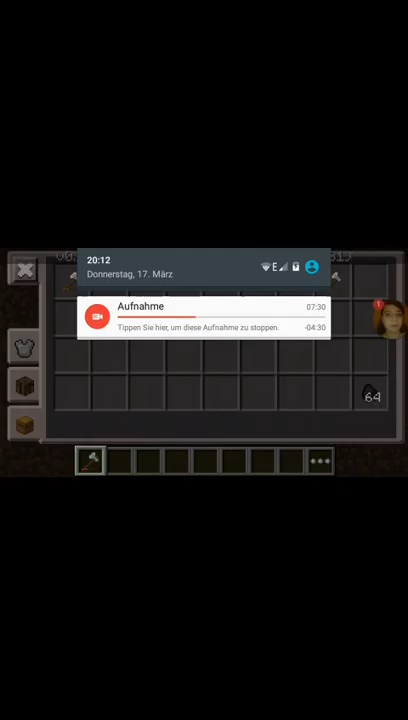 20:12
Donnerstag, 17. März
E
Aufnahme
07:30
Tippen Sie hier, um diese Aufnahme zu stoppen.
-04:30
1
64